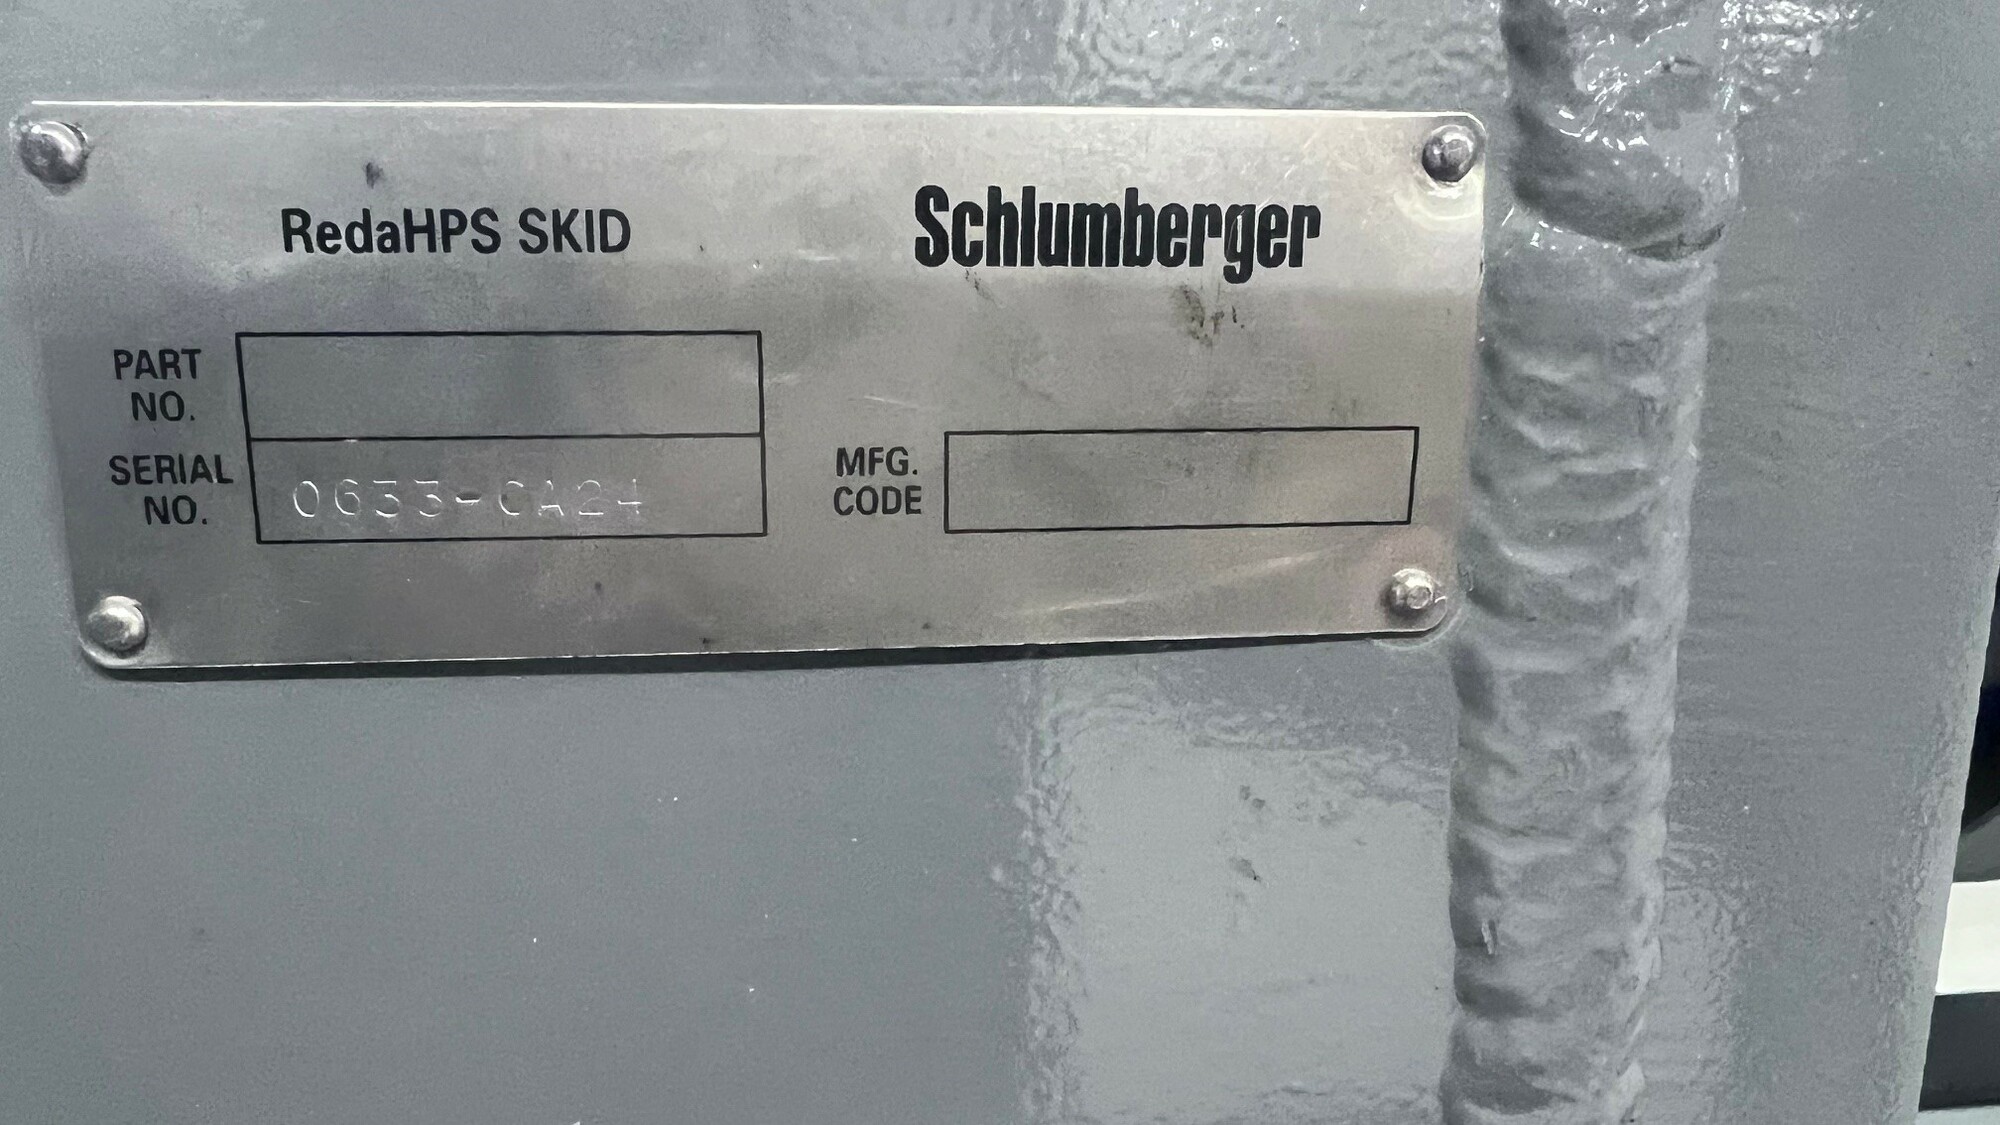 RedaHPS SKID
Schlumberger
PART
NO.
SERIAL
NO.
0633-CA24
MFG.
CODE